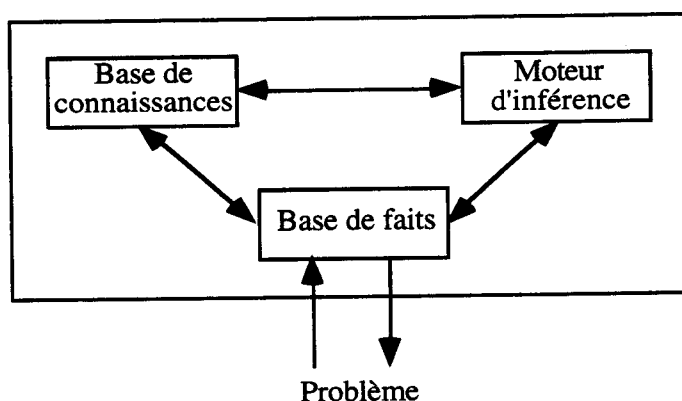 Base de
connaissances
Moteur
d'inférence
Base de faits
Problème